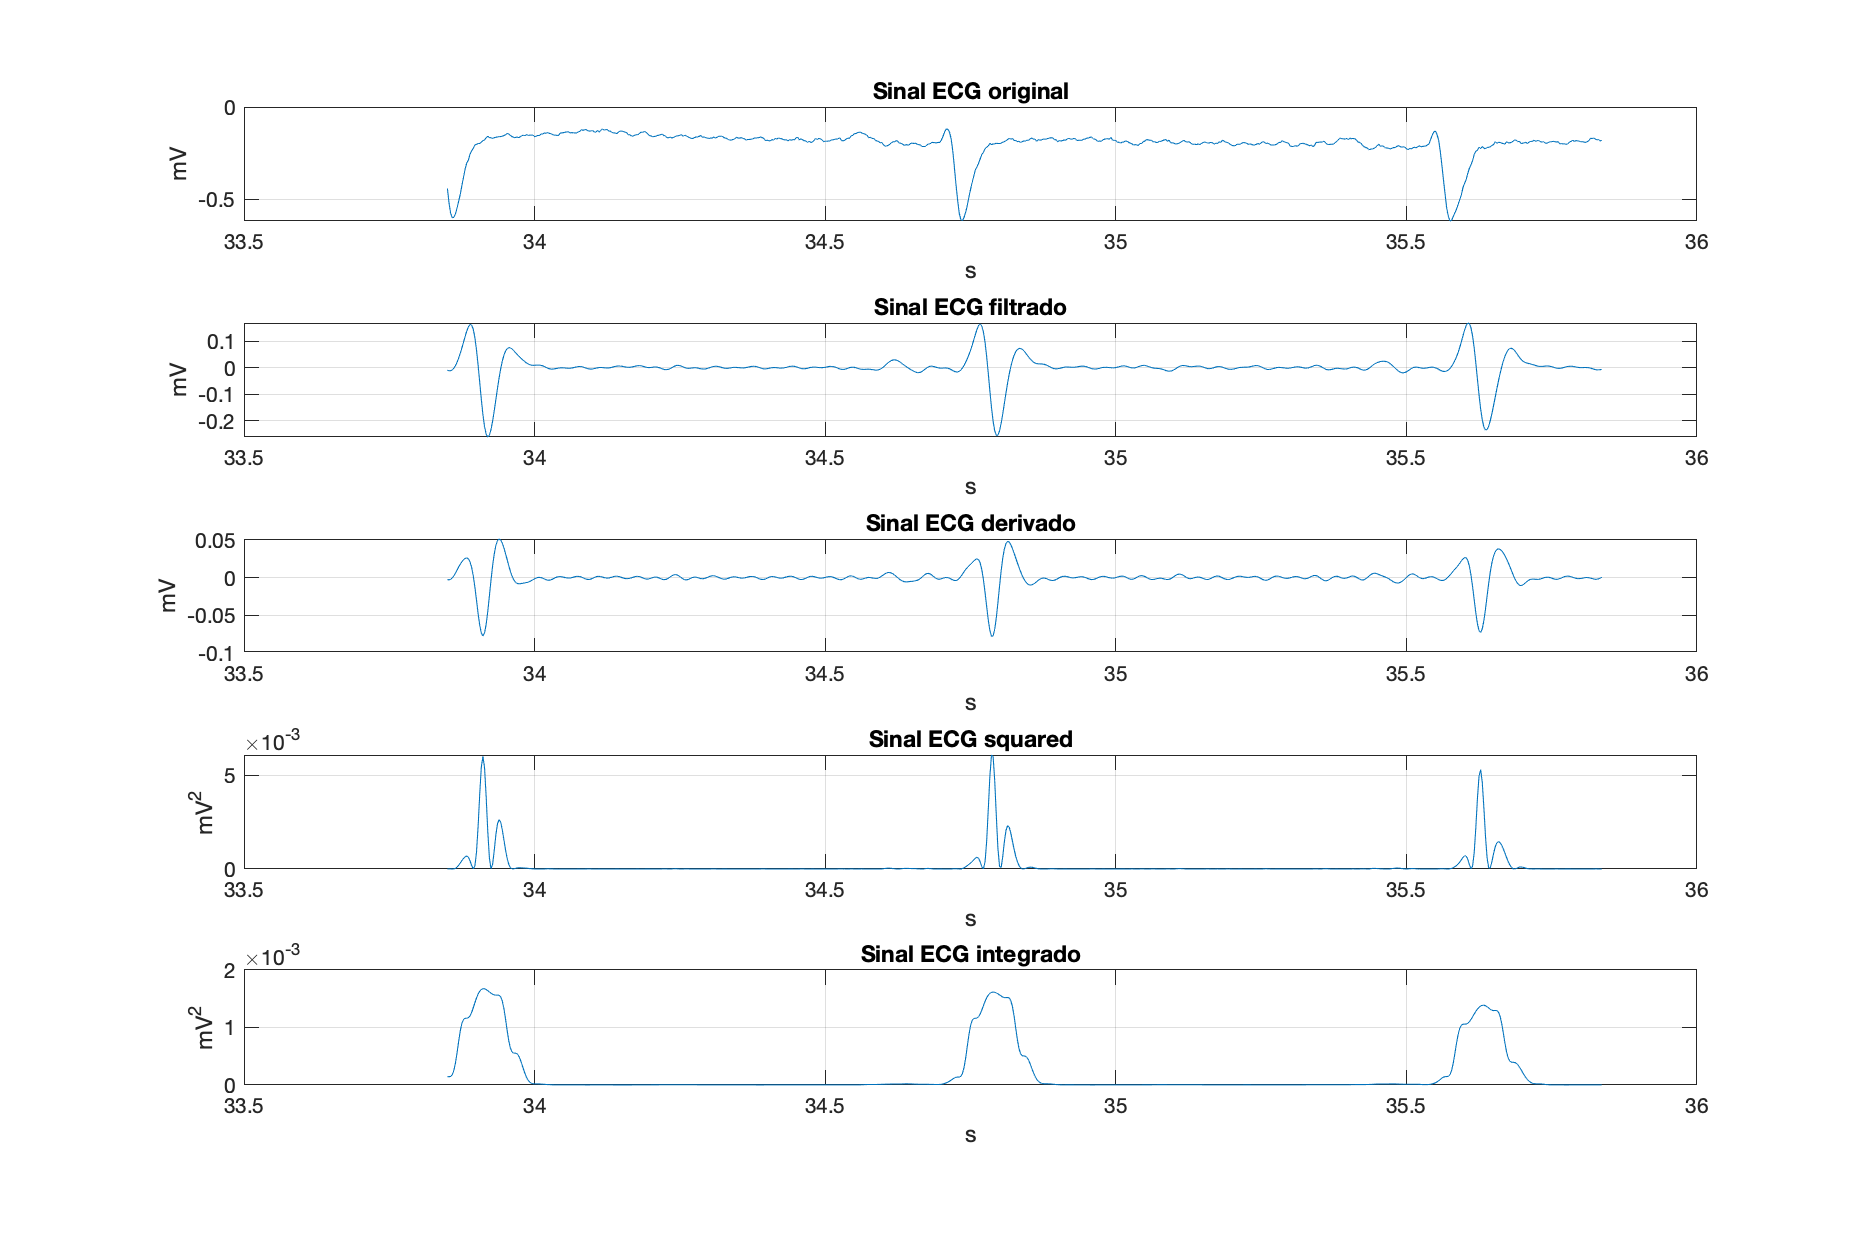 Sinal ECG original
0
-0.5
mV
33.5 34 34.5 35 35.5 36
s
Sinal ECG filtrado
0.1
0
-0.1
-0.2
mV
33.5 34 34.5 35 35.5 36
s
Sinal ECG derivado
0.05
0
-0.05
-0.1
mV
33.5 34 34.5 35 35.5 36
s
Sinal ECG squared
×10⁻³
5
0
mV²
33.5 34 34.5 35 35.5 36
s
Sinal ECG integrado
×10⁻³
2
1
0
mV²
33.5 34 34.5 35 35.5 36
s